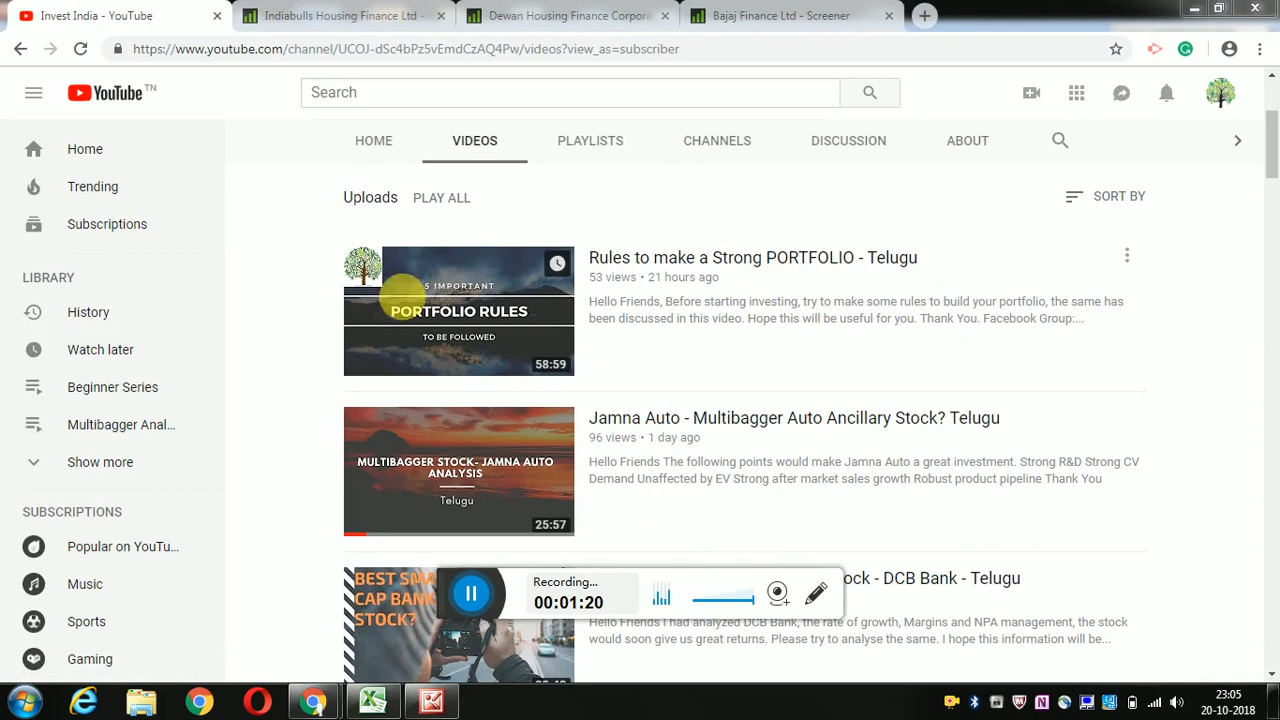 Invest India - YouTube
Indiabulls Housing Finance Ltd -
Dewan Housing Finance Corpora
Bajaj Finance Ltd - Screener
https://www.youtube.com/channel/UCOJ-dSc4bPz5vEmdCzAQ4Pw/videos?view_as=subscriber
YouTube TN
Search
HOME
VIDEOS
PLAYLISTS
CHANNELS
DISCUSSION
ABOUT
Home
Trending
Subscriptions
LIBRARY
History
Watch later
Beginner Series
Multibagger Anal...
Show more
SUBSCRIPTIONS
Popular on YouTu...
Music
Sports
Gaming
Uploads PLAY ALL
SORT BY
5 IMPORTANT
PORTFOLIO RULES
TO BE FOLLOWED
58:59
Rules to make a Strong PORTFOLIO - Telugu
53 views • 21 hours ago
Hello Friends, Before starting investing, try to make some rules to build your portfolio, the same has
been discussed in this video. Hope this will be useful for you. Thank You. Facebook Group:...
MULTIBAGGER STOCK- JAMNA AUTO
ANALYSIS
Telugu
25:57
Jamna Auto - Multibagger Auto Ancillary Stock? Telugu
96 views • 1 day ago
Hello Friends The following points would make Jamna Auto a great investment. Strong R&D Strong CV
Demand Unaffected by EV Strong after market sales growth Robust product pipeline Thank You
BEST SMA
CAP BANK
STOCK?
ock - DCB Bank - Telugu
Hello Friends I had analyzed DCB Bank, the rate of growth, Margins and NPA management, the stock
would soon give us great returns. Please try to analyse the same. I hope this information will be...
Recording...
00:01:20
23:05
20-10-2018